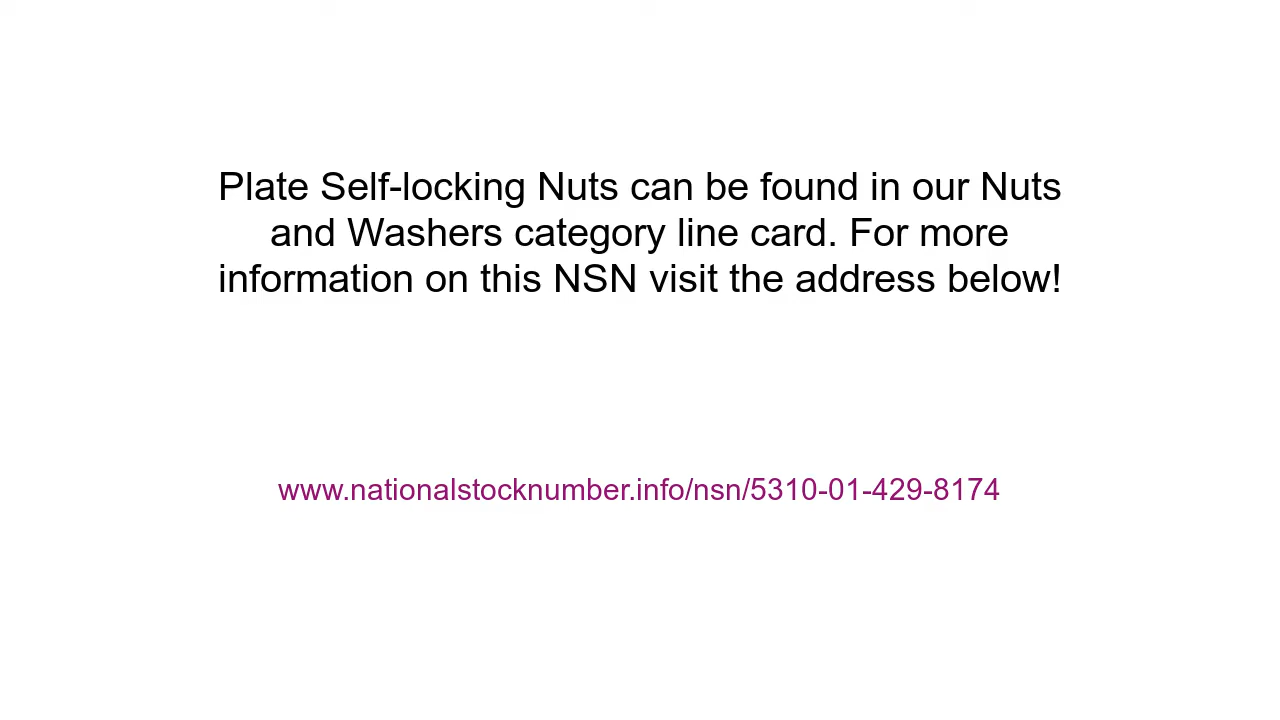 Plate Self-locking Nuts can be found in our Nuts
and Washers category line card. For more
information on this NSN visit the address below!
www.nationalstocknumber.info/nsn/5310-01-429-8174